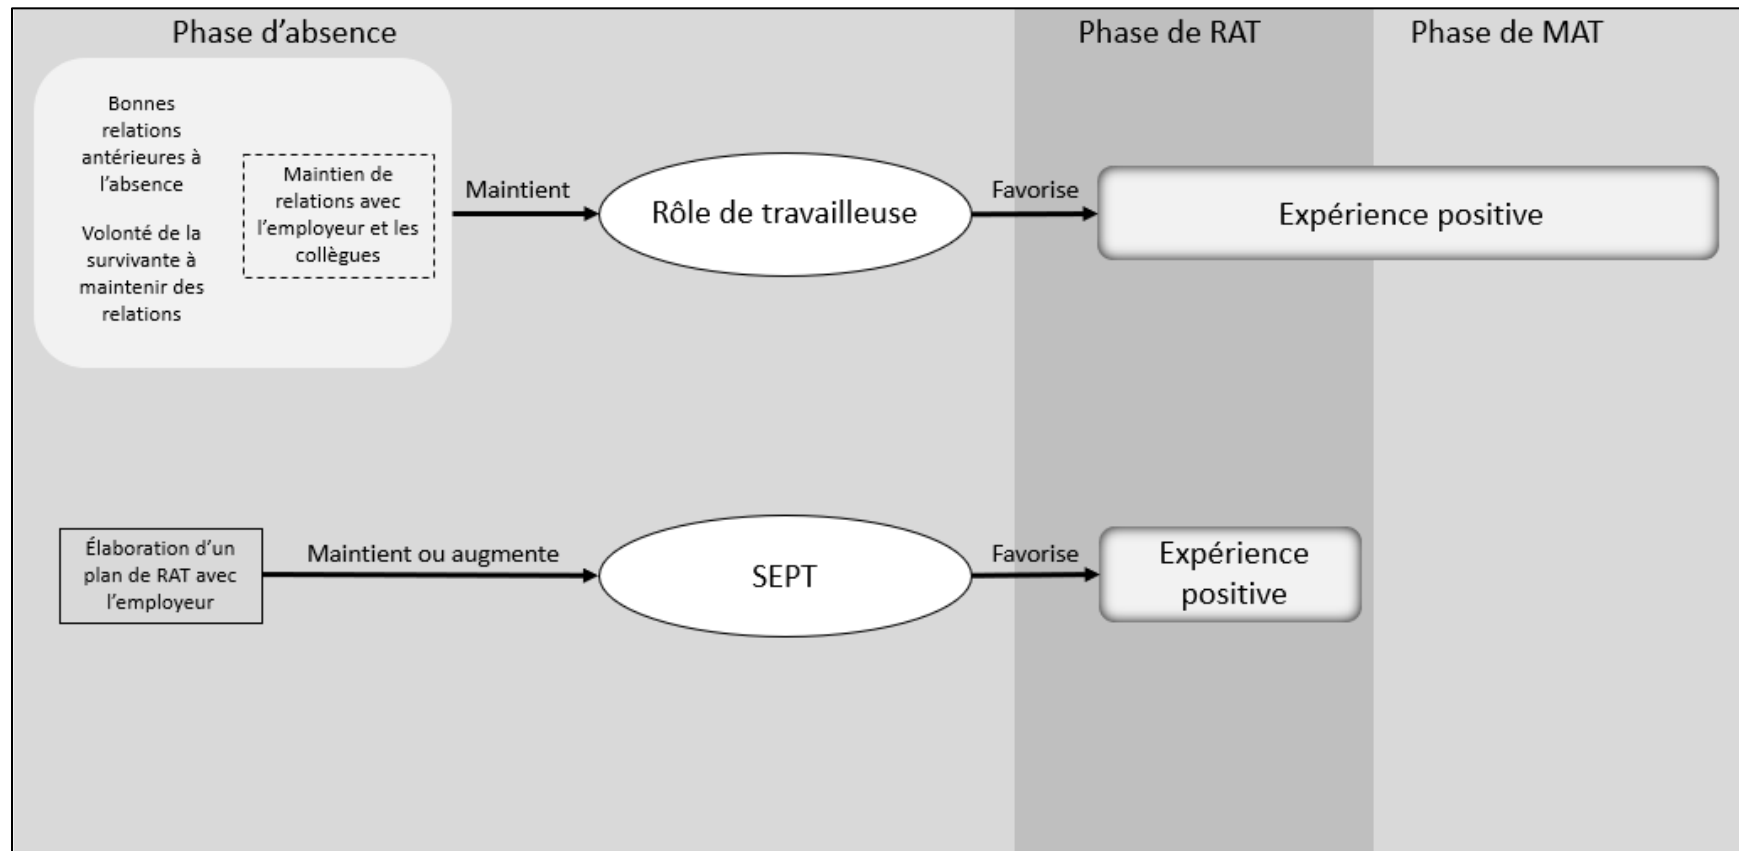 Phase d’absence
Phase de RAT
Phase de MAT
Bonnes
relations
antérieures à
l’absence
Volonté de la
survivante à
maintenir des
relations
Maintien de
relations avec
l’employeur et les
collègues
Maintient
Rôle de travailleuse
Favorise
Expérience positive
Élaboration d’un
plan de RAT avec
l’employeur
Maintient ou augmente
SEPT
Favorise
Expérience
positive